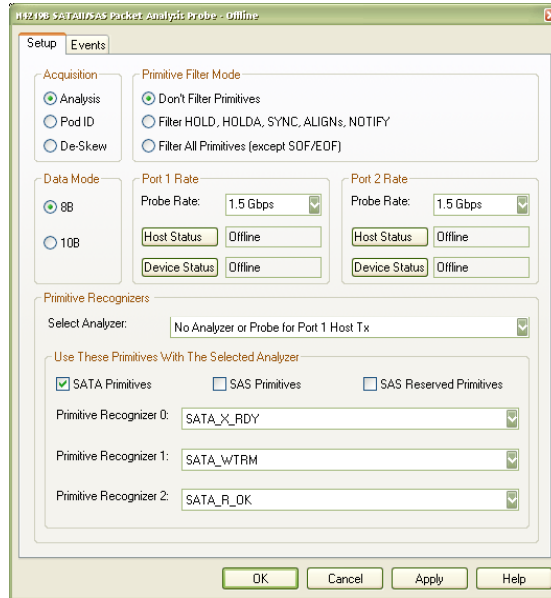 N4219B SATAII/SAS Packet Analysis Probe - Offline
Setup Events
Acquisition
Analysis
Pod ID
De-Skew
Primitive Filter Mode
Don't Filter Primitives
Filter HOLD, HOLDA, SYNC, ALIGNs, NOTIFY
Filter All Primitives (except SOF/EOF)
Data Mode
8B
10B
Port 1 Rate
Probe Rate: 1.5 Gbps
Host Status Offline
Device Status Offline
Port 2 Rate
Probe Rate: 1.5 Gbps
Host Status Offline
Device Status Offline
Primitive Recognizers
Select Analyzer: No Analyzer or Probe for Port 1 Host Tx
Use These Primitives With The Selected Analyzer
SATA Primitives SAS Primitives SAS Reserved Primitives
Primitive Recognizer 0: SATA_X_RDY
Primitive Recognizer 1: SATA_WTRM
Primitive Recognizer 2: SATA_R_OK
OK Cancel Apply Help